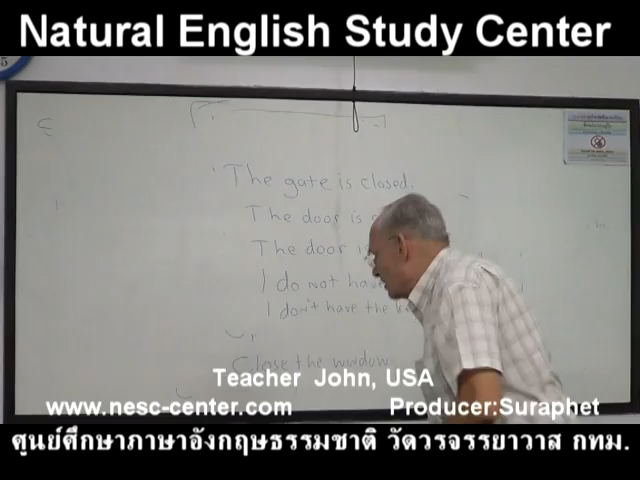 Natural English Study Center
The gate is closed.
The door is
The door is
I do not have
I don't have the
Close the window
Teacher John, USA
www.nesc-center.com Producer:Suraphet
ศูนย์ศึกษาภาษาอังกฤษธรรมชาติ วัดวรจรรยาวาส กทม.